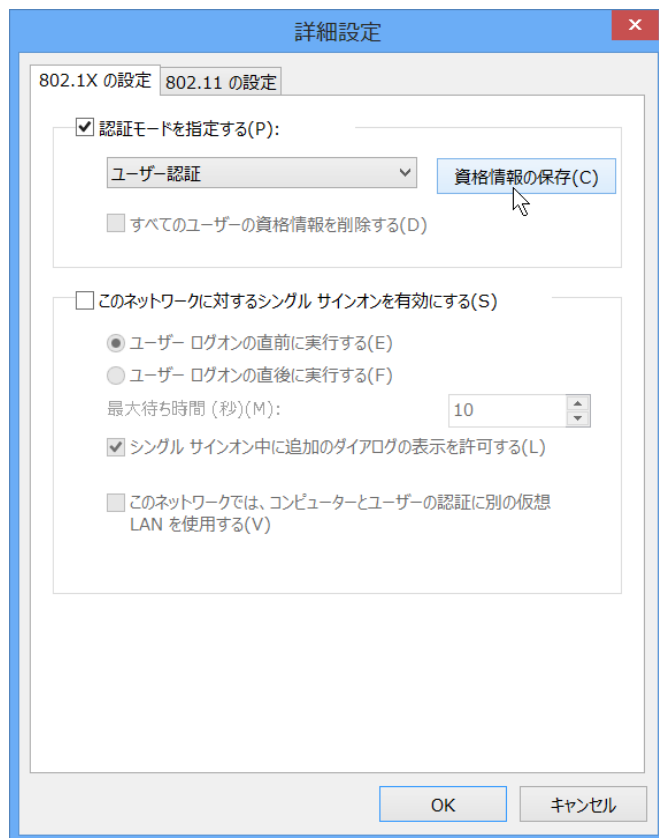 詳細設定
802.1X の設定 802.11 の設定
認証モードを指定する(P):
ユーザー認証
資格情報の保存(C)
すべてのユーザーの資格情報を削除する(D)
このネットワークに対するシングル サインオンを有効にする(S)
ユーザー ログオンの直前に実行する(E)
ユーザー ログオンの直後に実行する(F)
最大待ち時間 (秒)(M): 10
シングル サインオン中に追加のダイアログの表示を許可する(L)
このネットワークでは、コンピューターとユーザーの認証に別の仮想
LAN を使用する(V)
OK キャンセル